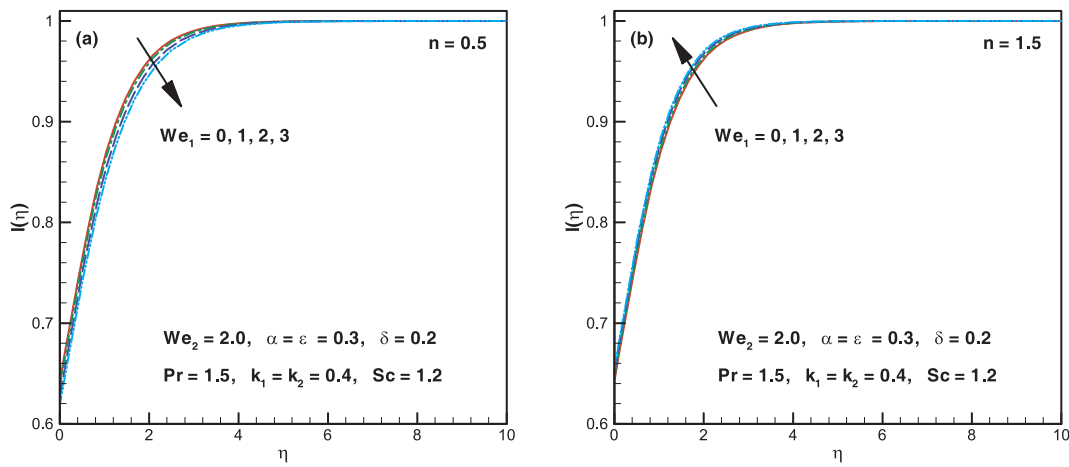 (a)
n = 0.5
We₁ = 0, 1, 2, 3
We₂ = 2.0, α = ε = 0.3, δ = 0.2
Pr = 1.5, k₁ = k₂ = 0.4, Sc = 1.2
l(η)
1
0.9
0.8
0.7
0.6
0 2 4 6 8 10
η
(b)
n = 1.5
We₁ = 0, 1, 2, 3
We₂ = 2.0, α = ε = 0.3, δ = 0.2
Pr = 1.5, k₁ = k₂ = 0.4, Sc = 1.2
l(η)
1
0.9
0.8
0.7
0.6
0 2 4 6 8 10
η